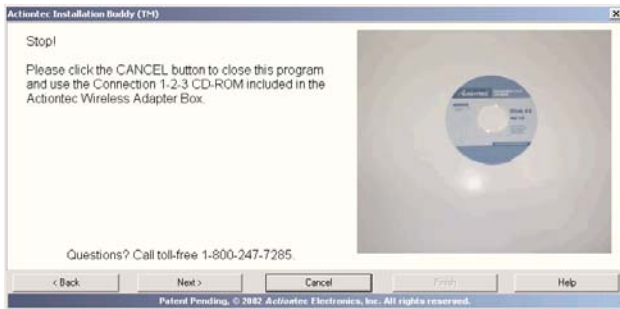 Actiontec Installation Buddy (TM)
Stop!
Please click the CANCEL button to close this program
and use the Connection 1-2-3 CD-ROM included in the
Actiontec Wireless Adapter Box.
Questions? Call toll-free 1-800-247-7285.
< Back
Next >
Cancel
Finish
Help
Patent Pending, © 2002 Actiontec Electronics, Inc. All rights reserved.